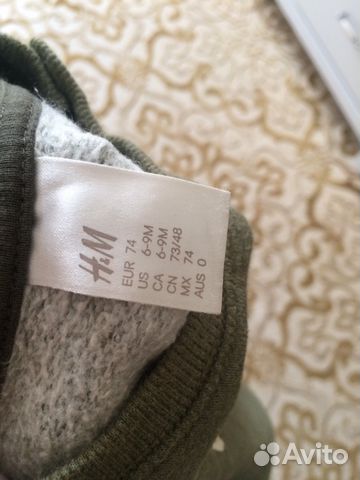 H&M
EUR 74
US 6-9M
CA 6-9M
CN 73/48
MX 74
AUS 0
Avito